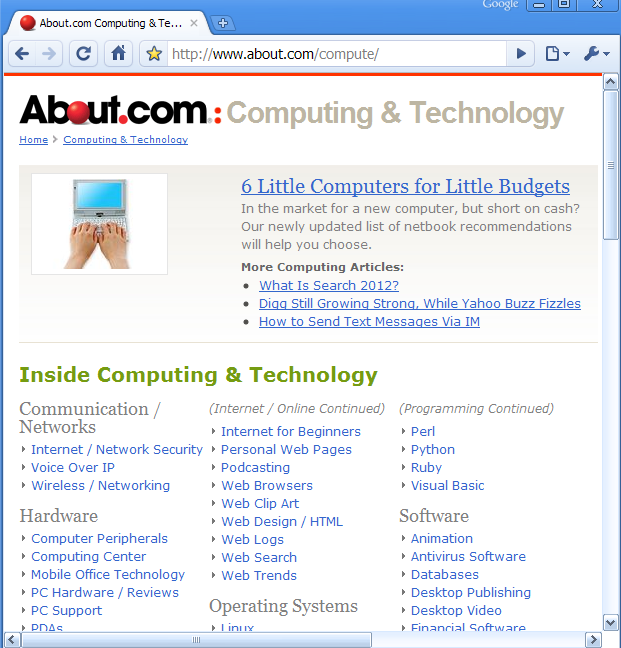 Google
About.com Computing & Te...
http://www.about.com/compute/
About.com.: Computing & Technology
Home Computing & Technology
6 Little Computers for Little Budgets
In the market for a new computer, but short on cash?
Our newly updated list of netbook recommendations
will help you choose.
More Computing Articles:
What Is Search 2012?
Digg Still Growing Strong, While Yahoo Buzz Fizzles
How to Send Text Messages Via IM
Inside Computing & Technology
Communication /
Networks
Internet / Network Security
Voice Over IP
Wireless / Networking
Hardware
Computer Peripherals
Computing Center
Mobile Office Technology
PC Hardware / Reviews
PC Support
PDAs
(Internet / Online Continued)
Internet for Beginners
Personal Web Pages
Podcasting
Web Browsers
Web Clip Art
Web Design / HTML
Web Logs
Web Search
Web Trends
Operating Systems
Linux
(Programming Continued)
Perl
Python
Ruby
Visual Basic
Software
Animation
Antivirus Software
Databases
Desktop Publishing
Desktop Video
Financial Software